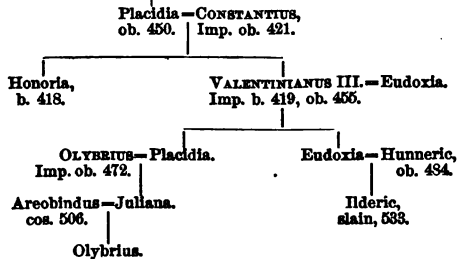 Placidia=CONSTANTIUS,
ob. 450. Imp. ob. 421.
Honoria, VALENTINIANUS III.=Eudoxia.
b. 418. Imp. b. 419, ob. 455.
OLYBRIUS=Placidia. Eudoxia=Hunneric,
Imp. ob. 472. ob. 484.
Areobindus=Juliana. Ilderic,
cos. 506. slain, 533.
Olybrius.